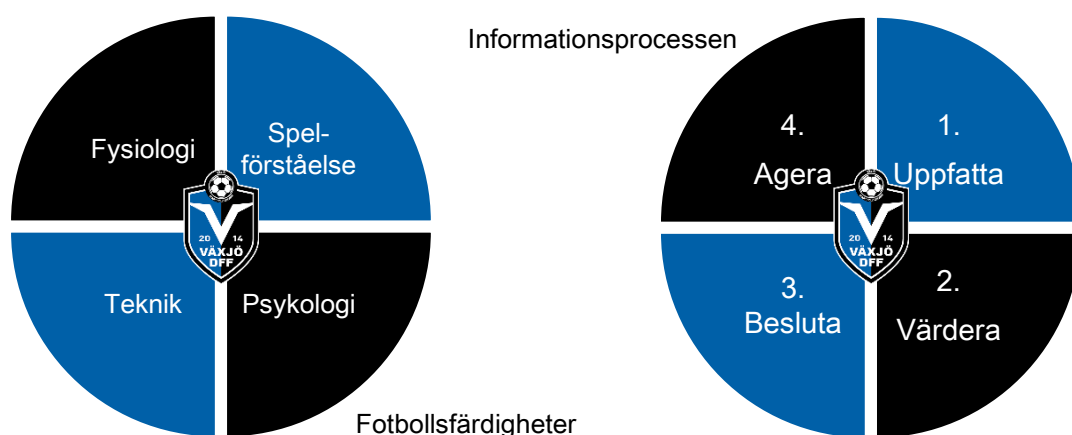 Informationsprocessen
Fysiologi
Spel-
förståelse
Teknik
Psykologi
20 14
VÄXJÖ
DFF
Fotbollsfärdigheter
4.
Agera
1.
Uppfatta
3.
Besluta
2.
Värdera
20 14
VÄXJÖ
DFF